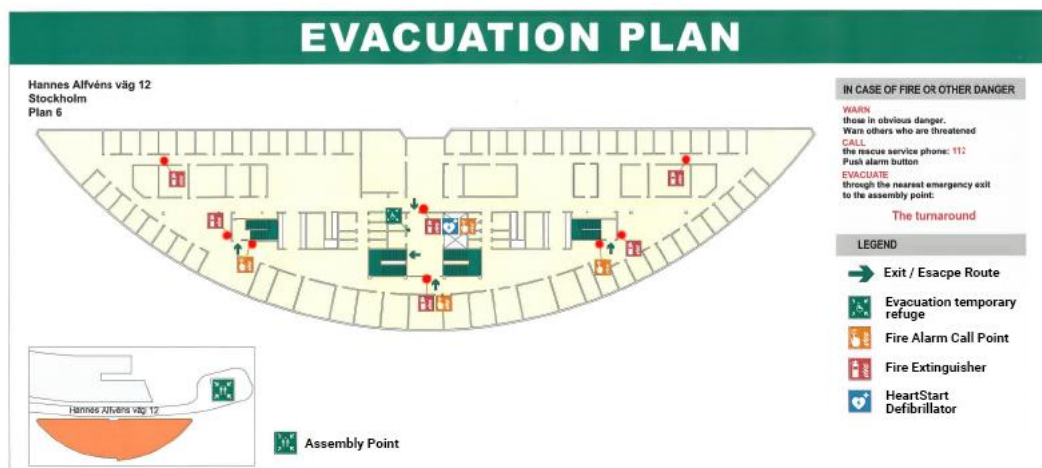 EVACUATION PLAN
Hannes Alfvéns väg 12
Stockholm
Plan 6
IN CASE OF FIRE OR OTHER DANGER
WARN
those in obvious danger.
Warn others who are threatened
CALL
the rescue service phone: 112
Push alarm button
EVACUATE
through the nearest emergency exit
to the assembly point:
The turnaround
LEGEND
Exit / Esacpe Route
Evacuation temporary
refuge
Fire Alarm Call Point
Fire Extinguisher
HeartStart
Defibrillator
Hannes Alfvéns väg 12
Assembly Point